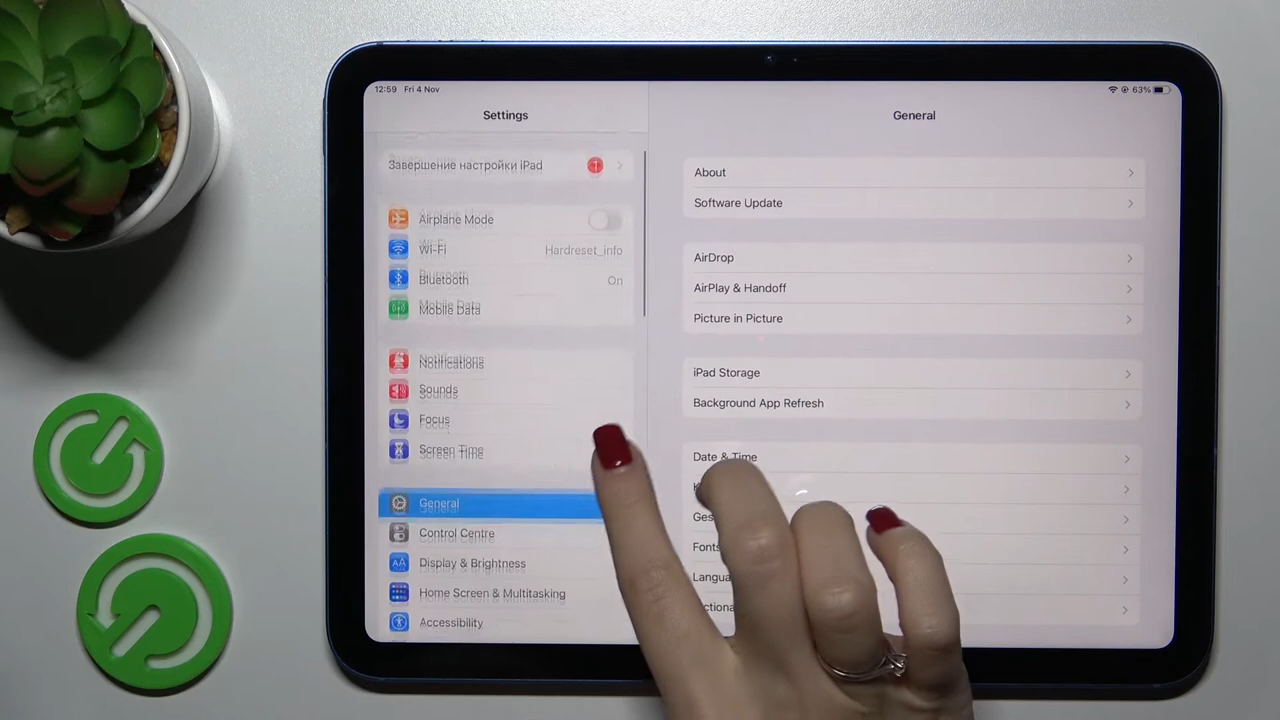 12:59 Fri 4 Nov
63%
Settings
Завершение настройки iPad
Airplane Mode
Wi-Fi Hardreset_info
Bluetooth On
Mobile Data
Notifications
Sounds
Focus
Screen Time
General
Control Centre
Display & Brightness
Home Screen & Multitasking
Accessibility
General
About
Software Update
AirDrop
AirPlay & Handoff
Picture in Picture
iPad Storage
Background App Refresh
Date & Time
Fonts